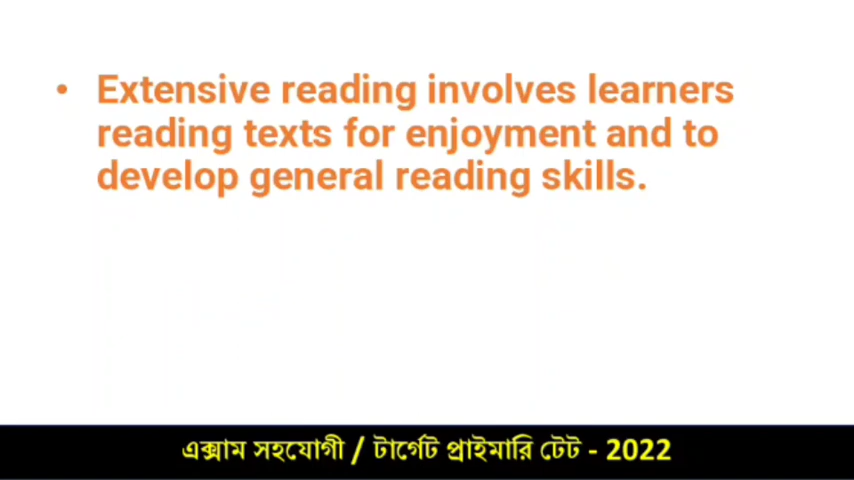 • Extensive reading involves learners
reading texts for enjoyment and to
develop general reading skills.
এক্সাম সহযোগী / টার্গেট প্রাইমারি টেট - 2022